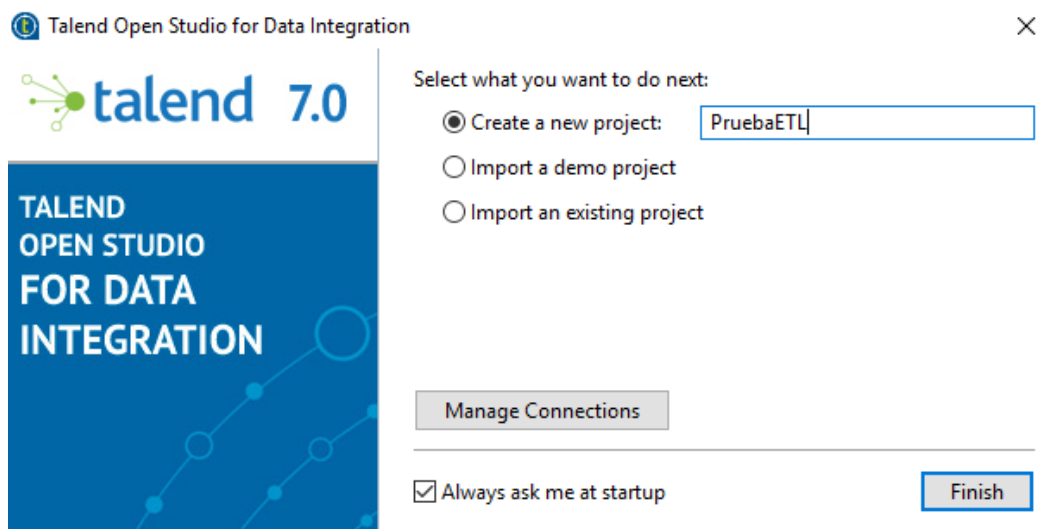 Talend Open Studio for Data Integration
talend 7.0
TALEND
OPEN STUDIO
FOR DATA
INTEGRATION
Select what you want to do next:
Create a new project: PruebaETL
Import a demo project
Import an existing project
Manage Connections
Always ask me at startup
Finish